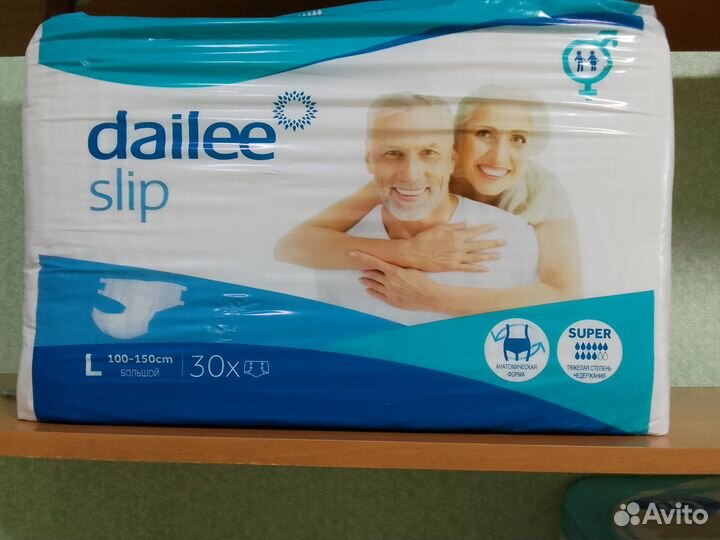 dailee
slip
L 100-150cm
БОЛЬШОЙ
30x
АНАТОМИЧЕСКАЯ
ФОРМА
SUPER
ТЯЖЕЛАЯ СТЕПЕНЬ
НЕДЕРЖАНИЯ
Avito